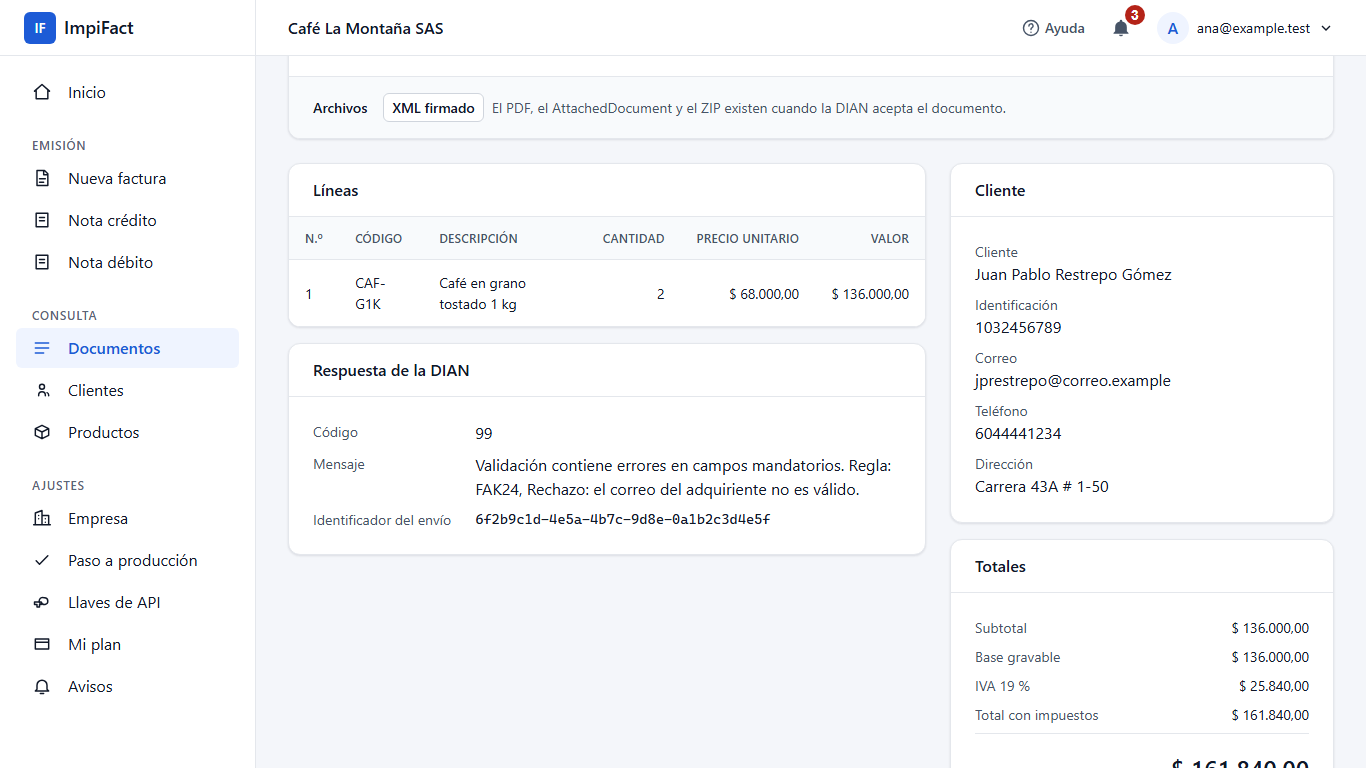 IF ImpiFact
Café La Montaña SAS
Ayuda
3
A
ana@example.test
Inicio
EMISIÓN
Nueva factura
Nota crédito
Nota débito
CONSULTA
Documentos
Clientes
Productos
AJUSTES
Empresa
Paso a producción
Llaves de API
Mi plan
Avisos
Archivos XML firmado El PDF, el AttachedDocument y el ZIP existen cuando la DIAN acepta el documento.
Líneas
N.º CÓDIGO DESCRIPCIÓN CANTIDAD PRECIO UNITARIO VALOR
1 CAF-G1K Café en grano tostado 1 kg 2 $ 68.000,00 $ 136.000,00
Respuesta de la DIAN
Código 99
Mensaje Validación contiene errores en campos mandatorios. Regla:
FAK24, Rechazo: el correo del adquiriente no es válido.
Identificador del envío 6f2b9c1d-4e5a-4b7c-9d8e-0a1b2c3d4e5f
Cliente
Cliente
Juan Pablo Restrepo Gómez
Identificación
1032456789
Correo
jprestrepo@correo.example
Teléfono
6044441234
Dirección
Carrera 43A # 1-50
Totales
Subtotal $ 136.000,00
Base gravable $ 136.000,00
IVA 19 % $ 25.840,00
Total con impuestos $ 161.840,00
$ 161.840,00